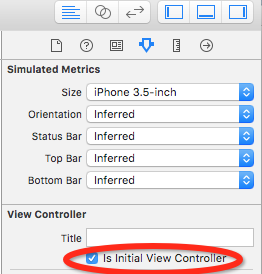 Simulated Metrics
Size iPhone 3.5-inch
Orientation Inferred
Status Bar Inferred
Top Bar Inferred
Bottom Bar Inferred
View Controller
Title
Is Initial View Controller